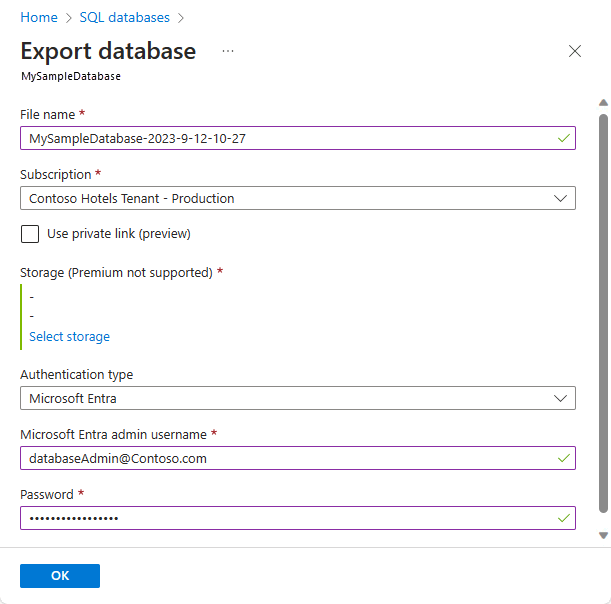 Home > SQL databases >
Export database ...
MySampleDatabase
File name *
MySampleDatabase-2023-9-12-10-27
Subscription *
Contoso Hotels Tenant - Production
Use private link (preview)
Storage (Premium not supported) *
-
-
Select storage
Authentication type
Microsoft Entra
Microsoft Entra admin username *
databaseAdmin@Contoso.com
Password *
•••••••••••••••••
OK